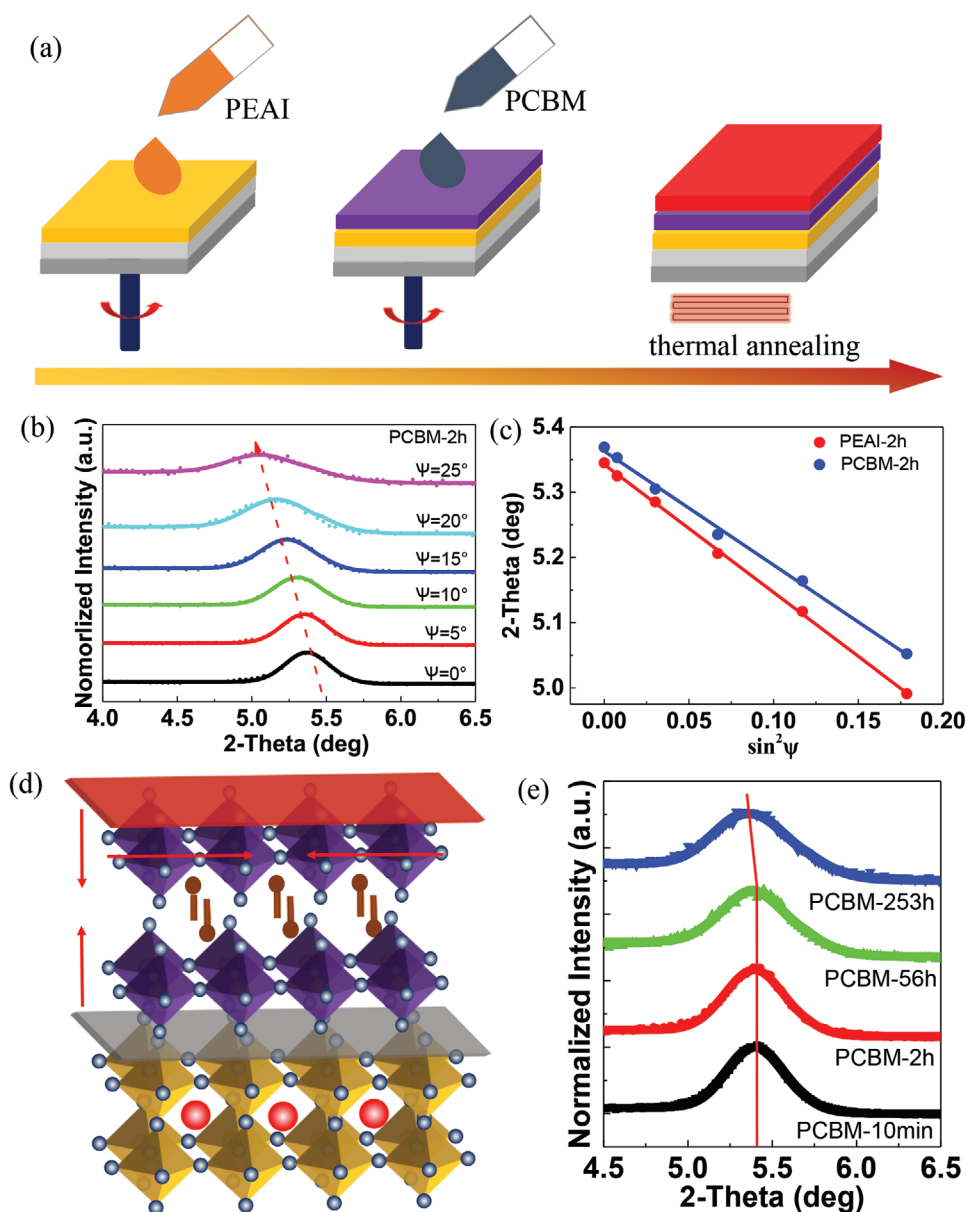 (a)
PEAI
PCBM
thermal annealing
(b)
Nomorlized Intensity (a.u.)
PCBM-2h
Ψ=25°
Ψ=20°
Ψ=15°
Ψ=10°
Ψ=5°
Ψ=0°
4.0 4.5 5.0 5.5 6.0 6.5
2-Theta (deg)
(c)
2-Theta (deg)
5.4
5.3
5.2
5.1
5.0
PEAI-2h
PCBM-2h
0.00 0.05 0.10 0.15 0.20
sin²ψ
(d)
(e)
Normalized Intensity (a.u.)
PCBM-253h
PCBM-56h
PCBM-2h
PCBM-10min
4.5 5.0 5.5 6.0 6.5
2-Theta (deg)